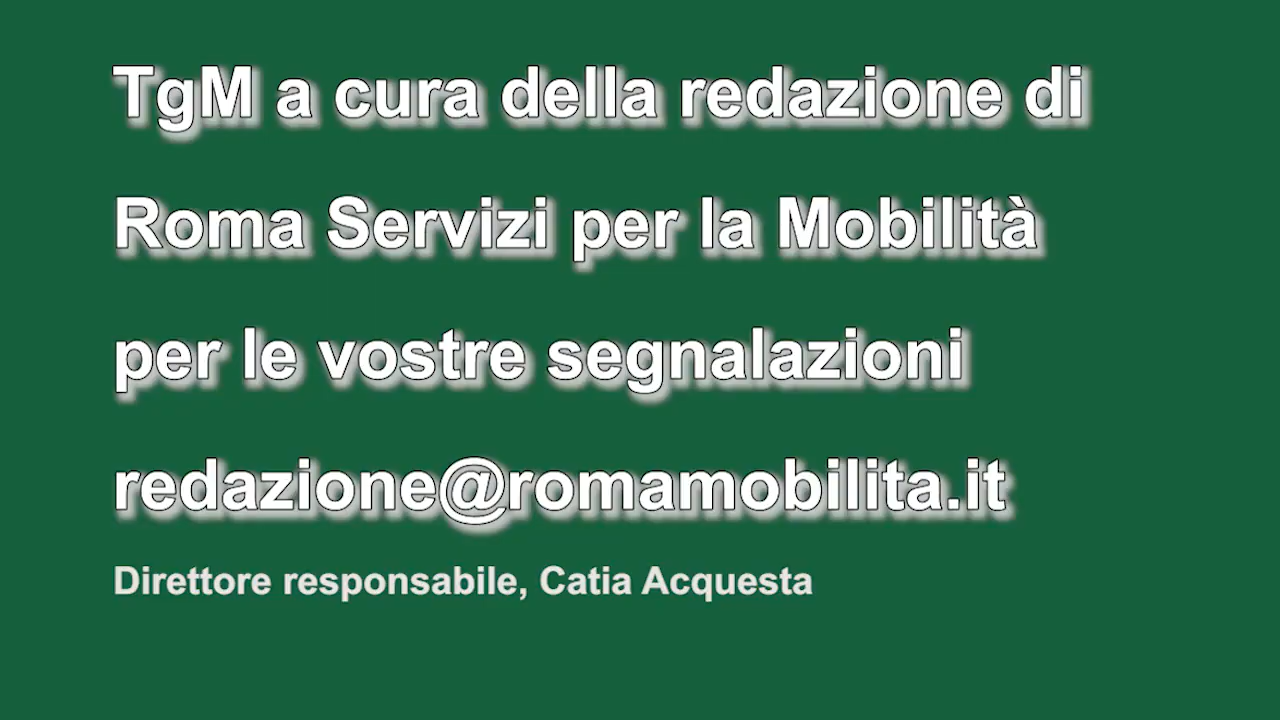 TgM a cura della redazione di
Roma Servizi per la Mobilità
per le vostre segnalazioni
redazione@romamobilita.it
Direttore responsabile, Catia Acquesta